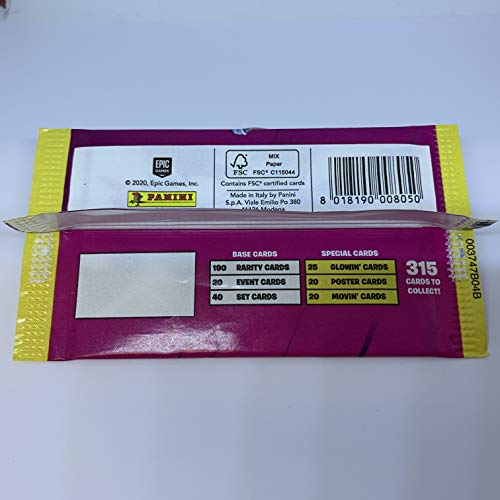 EPIC
GAMES
© 2020, Epic Games, Inc.
PANINI
FSC
MIX
Paper
FSC® C115044
Contains FSC® certified cards
Made in Italy by Panini
S.p.A. Viale Emilio Po 380
41126 Modena
8 018190 008050
BASE CARDS
190 RARITY CARDS
20 EVENT CARDS
40 SET CARDS
SPECIAL CARDS
25 GLOWIN' CARDS
20 POSTER CARDS
20 MOVIN' CARDS
315
CARDS TO
COLLECT!
003747B04B